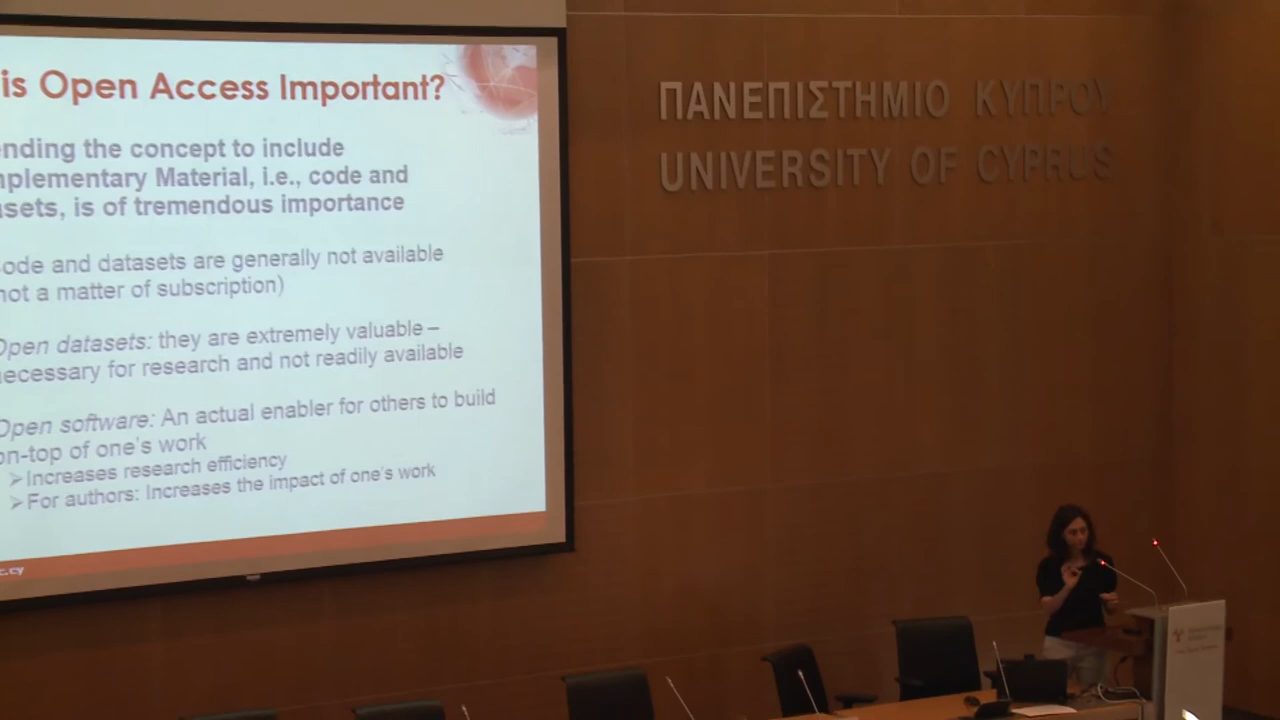 is Open Access Important?
ΠΑΝΕΠΙΣΤΗΜΙΟ ΚΥΠΡΟΥ
UNIVERSITY OF CYPRUS
ending the concept to include
mplementary Material, i.e., code and
asets, is of tremendous importance
ode and datasets are generally not available
not a matter of subscription)
Open datasets: they are extremely valuable –
necessary for research and not readily available
Open software: An actual enabler for others to build
on-top of one's work
➢Increases research efficiency
➢For authors: Increases the impact of one's work
c.cy